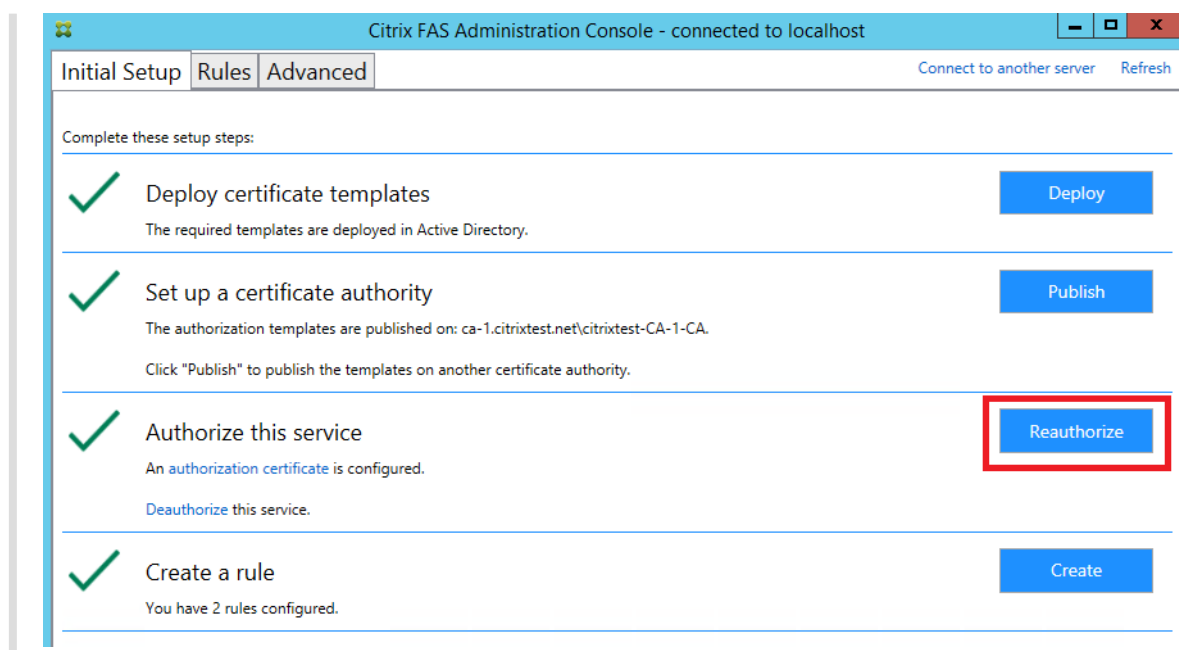 Citrix FAS Administration Console - connected to localhost
Initial Setup Rules Advanced Connect to another server Refresh
Complete these setup steps:
Deploy certificate templates Deploy
The required templates are deployed in Active Directory.
Set up a certificate authority Publish
The authorization templates are published on: ca-1.citrixtest.net\citrixtest-CA-1-CA.
Click "Publish" to publish the templates on another certificate authority.
Authorize this service Reauthorize
An authorization certificate is configured.
Deauthorize this service.
Create a rule Create
You have 2 rules configured.